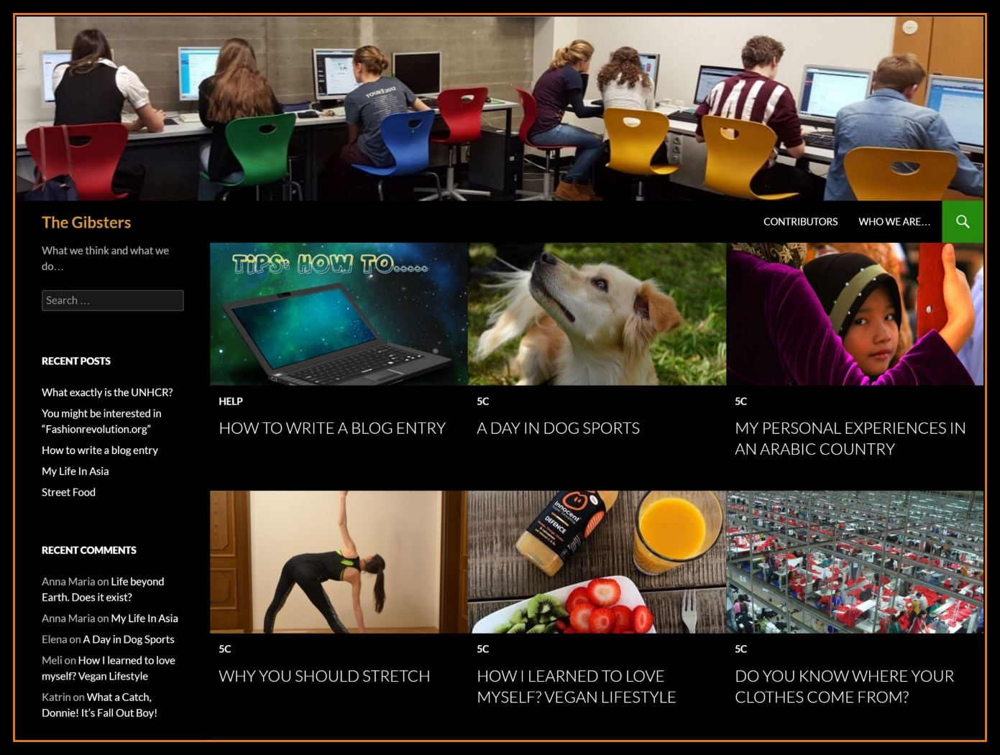 TOUR 2012
The Gibsters
CONTRIBUTORS
WHO WE ARE…
What we think and what we
do…
Search …
RECENT POSTS
What exactly is the UNHCR?
You might be interested in
“Fashionrevolution.org”
How to write a blog entry
My Life In Asia
Street Food
RECENT COMMENTS
Anna Maria on Life beyond
Earth. Does it exist?
Anna Maria on My Life In Asia
Elena on A Day in Dog Sports
Meli on How I learned to love
myself? Vegan Lifestyle
Katrin on What a Catch,
Donnie! It’s Fall Out Boy!
TiPS: HOW TO.....
HELP
HOW TO WRITE A BLOG ENTRY
5C
A DAY IN DOG SPORTS
5C
MY PERSONAL EXPERIENCES IN
AN ARABIC COUNTRY
5C
WHY YOU SHOULD STRETCH
innocent
DEFENCE
5C
HOW I LEARNED TO LOVE
MYSELF? VEGAN LIFESTYLE
5C
DO YOU KNOW WHERE YOUR
CLOTHES COME FROM?